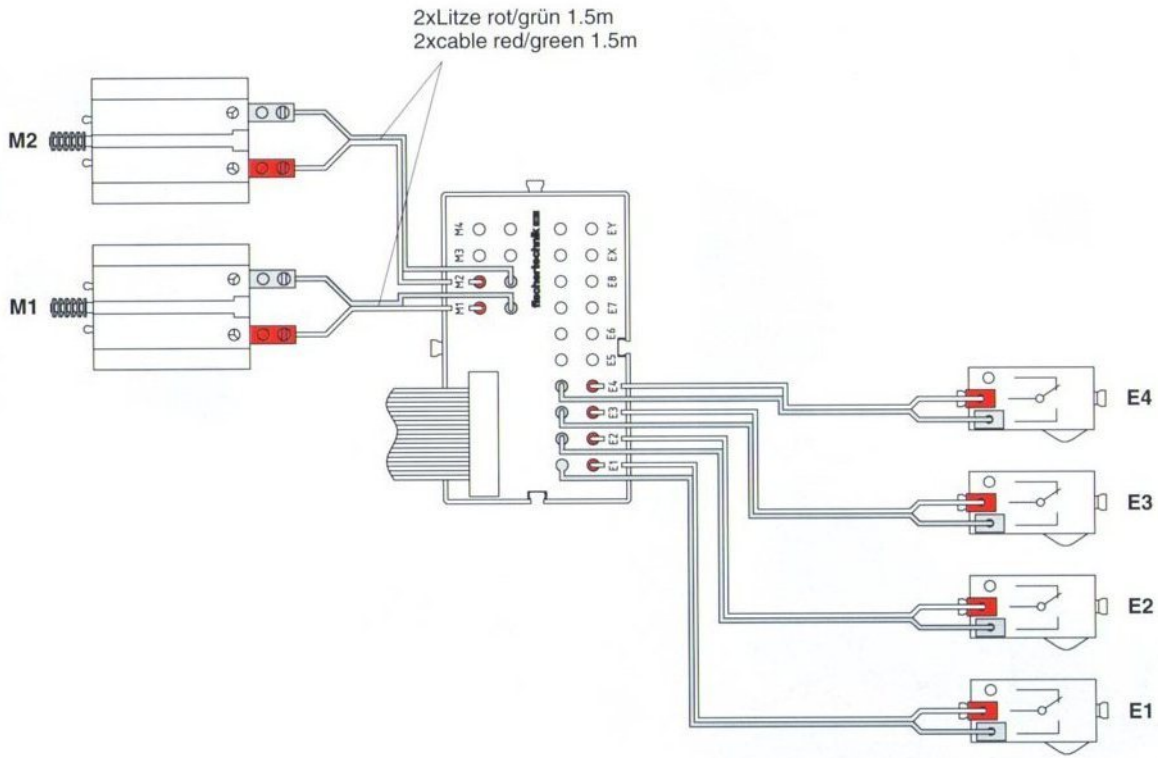 2xLitze rot/grün 1.5m
2xcable red/green 1.5m
M2
M1
M4
M3
M2
M1
fischertechnik
EY
EX
E8
E7
E6
E5
E4
E3
E2
E1
E4
E3
E2
E1